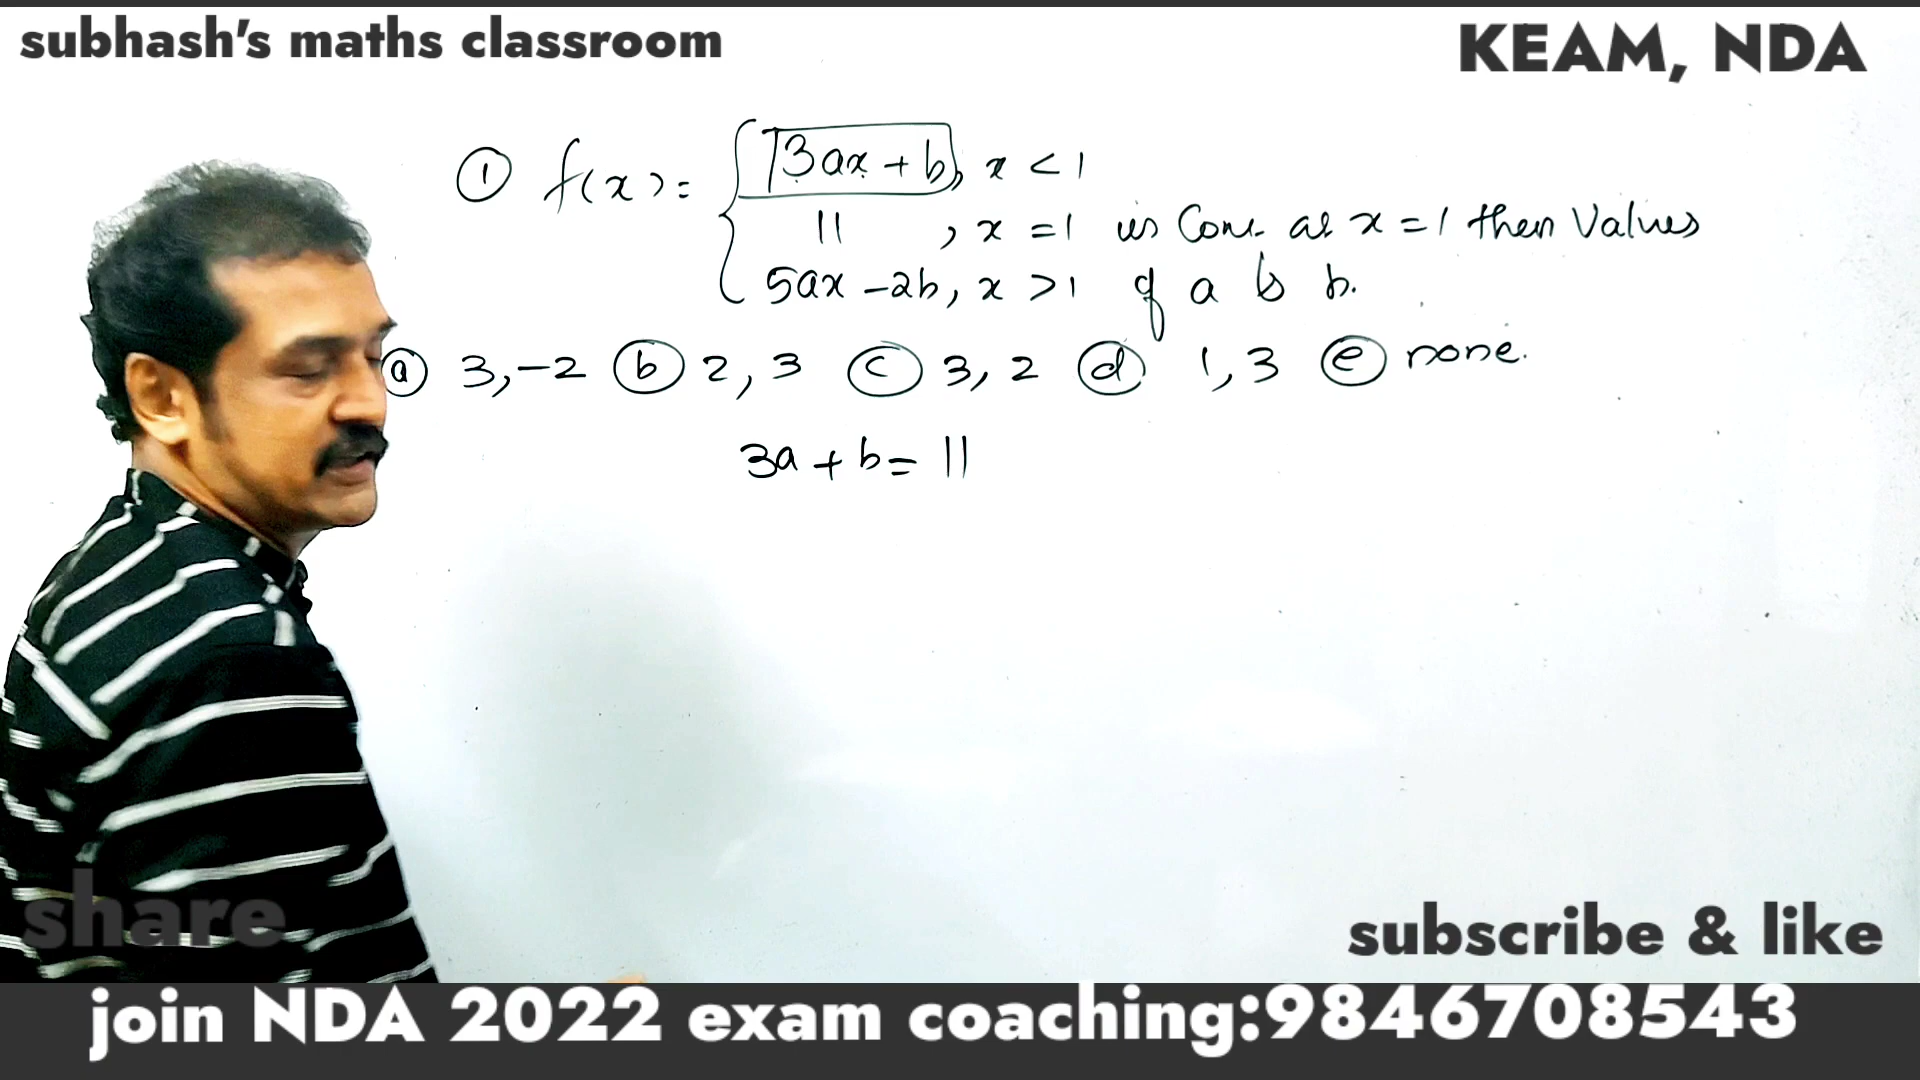 subhash's maths classroom
KEAM, NDA
① f(x) = { 3ax + b, x < 1
11 , x = 1 is Con. at x = 1 then Values
5ax - 2b, x > 1 of a & b.
ⓐ 3, -2 ⓑ 2, 3 ⓒ 3, 2 ⓓ 1, 3 ⓔ none.
3a + b = 11
share
subscribe & like
join NDA 2022 exam coaching:9846708543